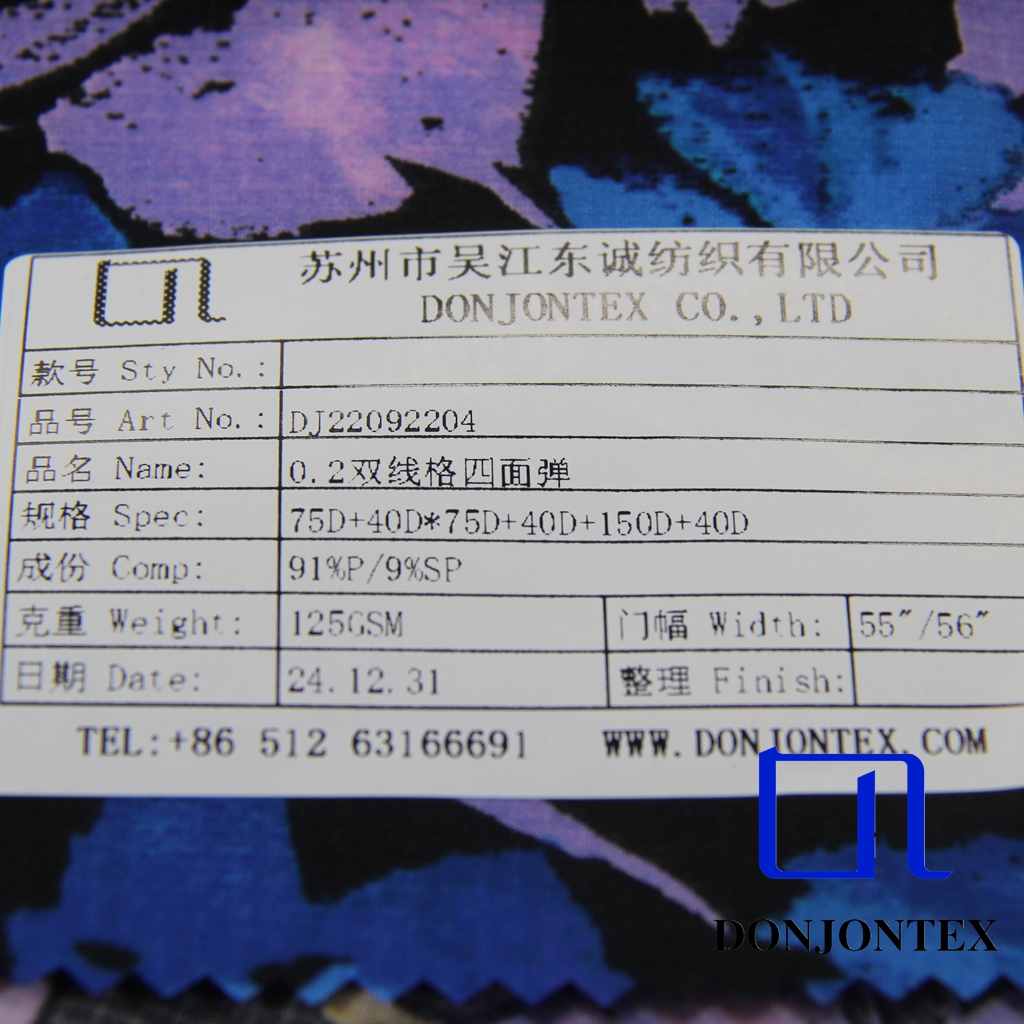 苏州市吴江东诚纺织有限公司
DONJONTEX CO.,LTD
款号 Sty No.:
品号 Art No.: DJ22092204
品名 Name: 0.2双线格四面弹
规格 Spec: 75D+40D*75D+40D+150D+40D
成份 Comp: 91%P/9%SP
克重 Weight: 125GSM 门幅 Width: 55"/56"
日期 Date: 24.12.31 整理 Finish:
TEL:+86 512 63166691 WWW.DONJONTEX.COM
DONJONTEX